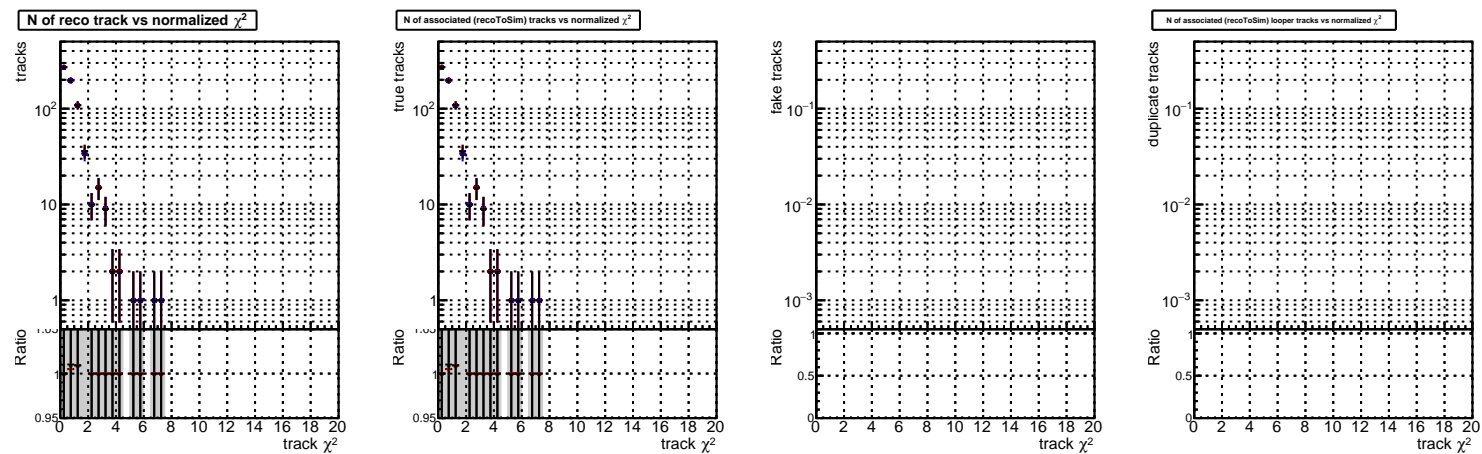 N of reco track vs normalized χ²
tracks
10²
10
1
Ratio
1.05
1
0.95
0 2 4 6 8 10 12 14 16 18 20
track χ²
N of associated (recoToSim) tracks vs normalized χ²
true tracks
10²
10
1
Ratio
1.05
1
0.95
0 2 4 6 8 10 12 14 16 18 20
track χ²
fake tracks
10⁻¹
10⁻²
10⁻³
Ratio
1
0.5
0
0 2 4 6 8 10 12 14 16 18 20
track χ²
N of associated (recoToSim) looper tracks vs normalized χ²
duplicate tracks
10⁻¹
10⁻²
10⁻³
Ratio
1
0.5
0
0 2 4 6 8 10 12 14 16 18 20
track χ²